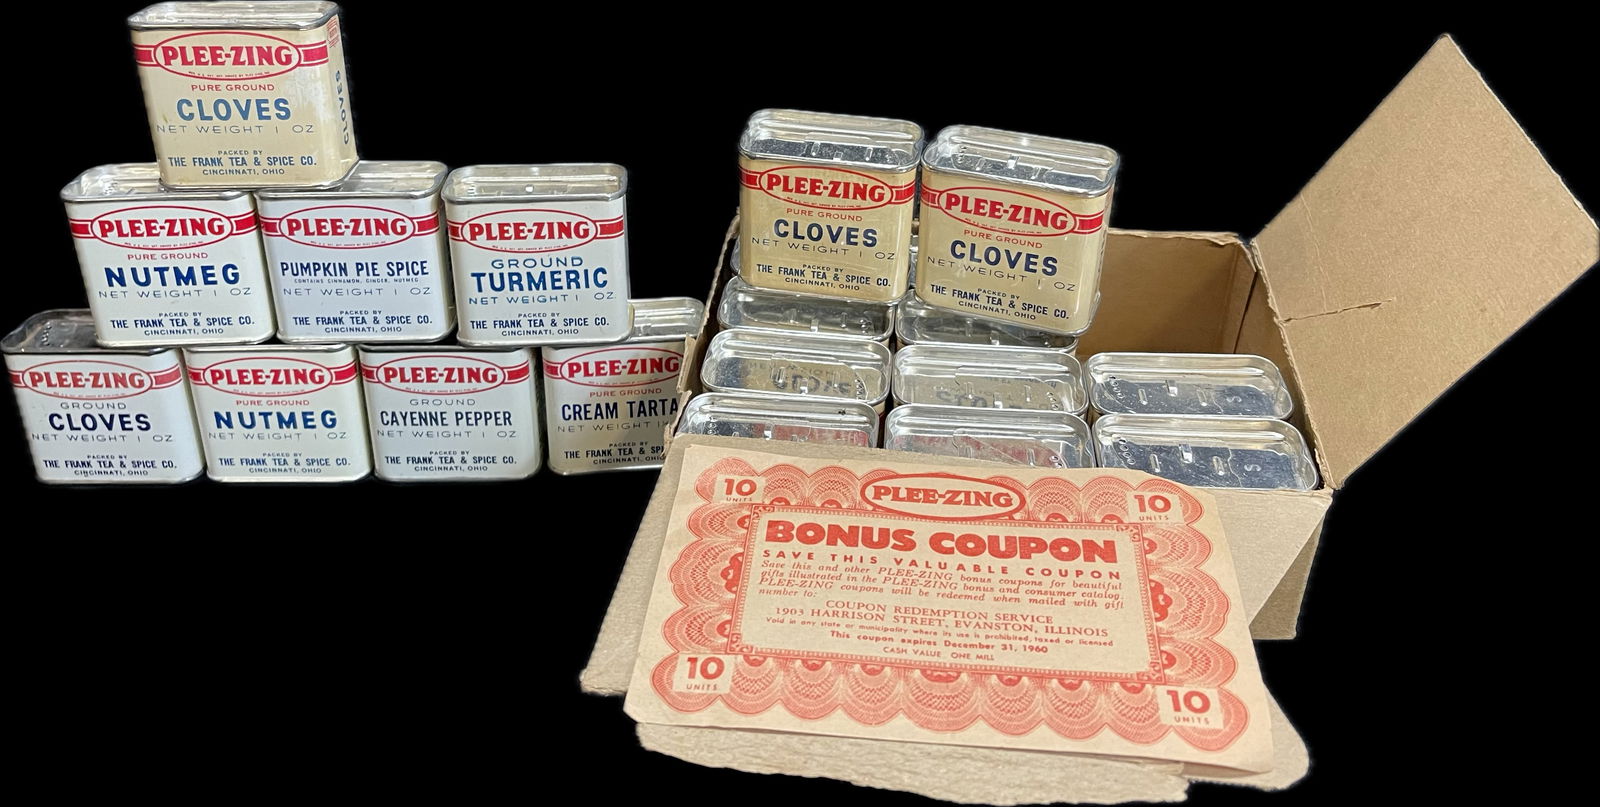 PLEE-ZING
PURE GROUND
CLOVES
NET WEIGHT 1 OZ
PACKED BY
THE FRANK TEA & SPICE CO.
CINCINNATI, OHIO
CLOVES
PLEE-ZING
PURE GROUND
NUTMEG
NET WEIGHT 1 OZ
PACKED BY
THE FRANK TEA & SPICE CO.
CINCINNATI, OHIO
PLEE-ZING
PUMPKIN PIE SPICE
CONTAINS CINNAMON, GINGER, NUTMEG
NET WEIGHT 1 OZ
PACKED BY
THE FRANK TEA & SPICE CO.
CINCINNATI, OHIO
PLEE-ZING
GROUND
TURMERIC
NET WEIGHT 1 OZ
PACKED BY
THE FRANK TEA & SPICE CO.
CINCINNATI, OHIO
PLEE-ZING
GROUND
CLOVES
NET WEIGHT 1 OZ
PACKED BY
THE FRANK TEA & SPICE CO.
CINCINNATI, OHIO
PLEE-ZING
PURE GROUND
NUTMEG
NET WEIGHT 1 OZ
PACKED BY
THE FRANK TEA & SPICE CO.
CINCINNATI, OHIO
PLEE-ZING
GROUND
CAYENNE PEPPER
NET WEIGHT 1 OZ
PACKED BY
THE FRANK TEA & SPICE CO.
CINCINNATI, OHIO
PLEE-ZING
PURE GROUND
CREAM TARTA
NET WEIGHT
PACKED BY
THE FRANK TEA & SPICE
CINCINNATI, OHIO
PLEE-ZING
PURE GROUND
CLOVES
NET WEIGHT 1 OZ
PACKED BY
THE FRANK TEA & SPICE CO.
CINCINNATI, OHIO
PLEE-ZING
PURE GROUND
CLOVES
NET WEIGHT 1 OZ
PACKED BY
THE FRANK TEA & SPICE CO.
CINCINNATI, OHIO
10 UNITS
PLEE-ZING
10 UNITS
BONUS COUPON
SAVE THIS VALUABLE COUPON
Save this and other PLEE-ZING bonus coupons for beautiful
gifts illustrated in the PLEE-ZING bonus and consumer catalog.
PLEE-ZING coupons will be redeemed when mailed with gift
number to:
COUPON REDEMPTION SERVICE
1903 HARRISON STREET, EVANSTON, ILLINOIS
Void in any state or municipality where its use is prohibited, taxed or licensed
This coupon expires December 31, 1960
CASH VALUE ONE MILL
10 UNITS
10 UNITS